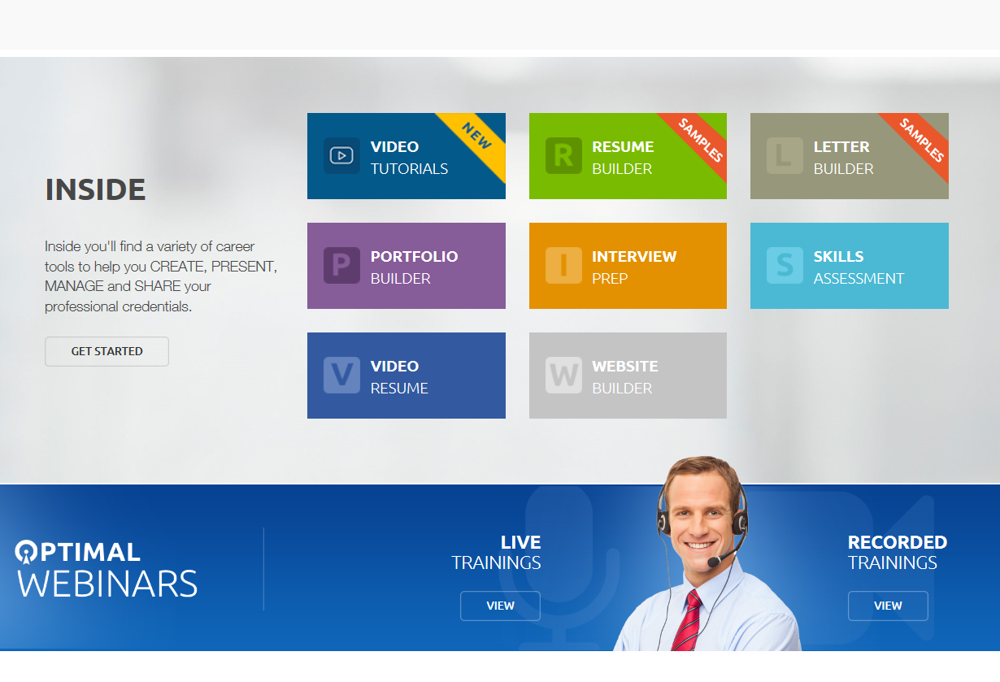 INSIDE
Inside you'll find a variety of career
tools to help you CREATE, PRESENT,
MANAGE and SHARE your
professional credentials.
GET STARTED
VIDEO
TUTORIALS
NEW
R
RESUME
BUILDER
SAMPLES
L
LETTER
BUILDER
SAMPLES
P
PORTFOLIO
BUILDER
I
INTERVIEW
PREP
S
SKILLS
ASSESSMENT
V
VIDEO
RESUME
W
WEBSITE
BUILDER
OPTIMAL
WEBINARS
LIVE
TRAININGS
VIEW
RECORDED
TRAININGS
VIEW